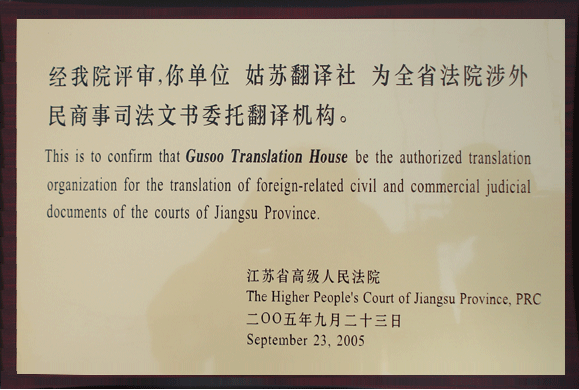 经我院评审,你单位 姑苏翻译社 为全省法院涉外
民商事司法文书委托翻译机构。
This is to confirm that Gusoo Translation House be the authorized translation
organization for the translation of foreign-related civil and commercial judicial
documents of the courts of Jiangsu Province.
江苏省高级人民法院
The Higher People's Court of Jiangsu Province, PRC
二〇〇五年九月二十三日
September 23, 2005